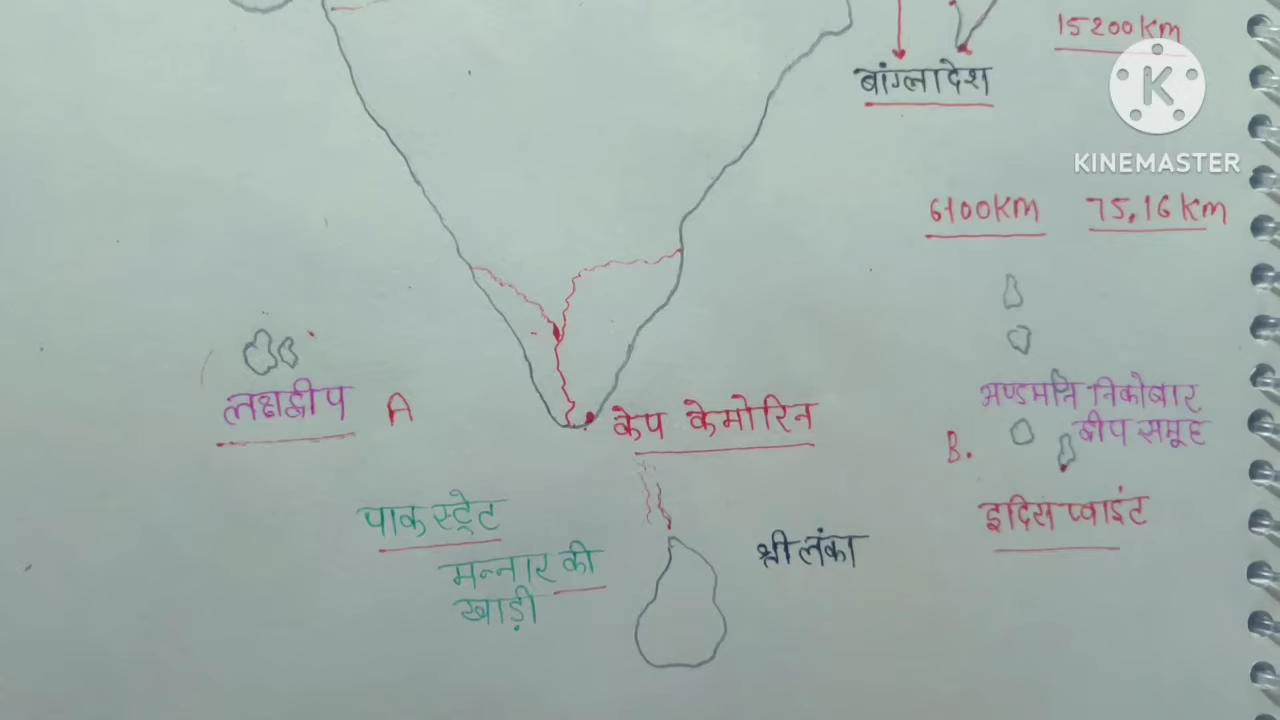 15200KM
बांग्लादेश
KINEMASTER
6100KM 75,16 KM
लक्षद्वीप A
केप केमोरिन
अण्डमान निकोबार
द्वीप समूह
B.
पाक स्ट्रेट
इंदिरा प्वाइंट
मन्नार की
खाड़ी
श्रीलंका